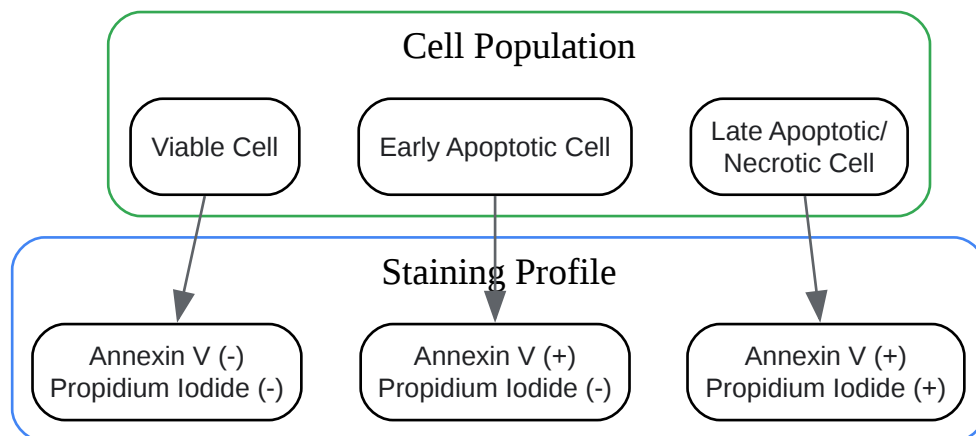 Cell Population
Viable Cell
Early Apoptotic Cell
Late Apoptotic/
Necrotic Cell
Staining Profile
Annexin V (-)
Propidium Iodide (-)
Annexin V (+)
Propidium Iodide (-)
Annexin V (+)
Propidium Iodide (+)